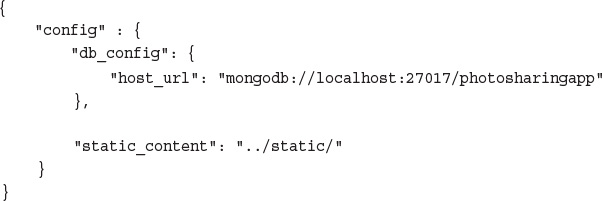 {
    "config" : {
        "db_config": {
            "host_url": "mongodb://localhost:27017/photosharingapp"
        },

        "static_content": "../static/"
    }
}